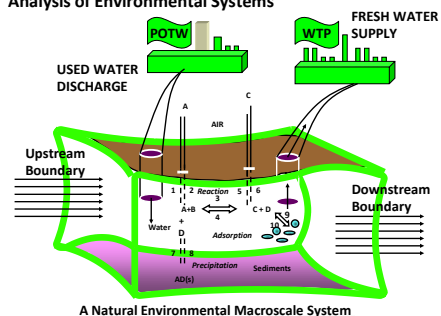 Analysis of Environmental Systems
POTW
WTP
FRESH WATER
SUPPLY
USED WATER
DISCHARGE
A
C
AIR
Upstream
Boundary
Downstream
Boundary
1 2 Reaction 5 6
3
A+B C + D
4
+
Water
D
Adsorption
9
10
7 8 Precipitation Sediments
AD(s)
A Natural Environmental Macroscale System